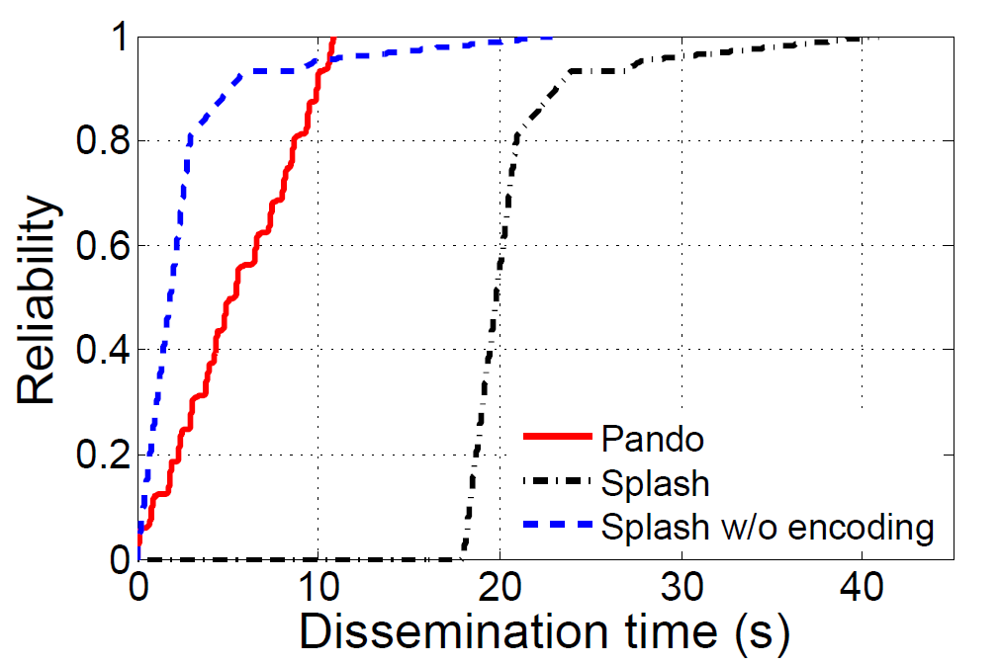 1
0.8
0.6
0.4
0.2
0
Reliability
Pando
Splash
Splash w/o encoding
0 10 20 30 40
Dissemination time (s)